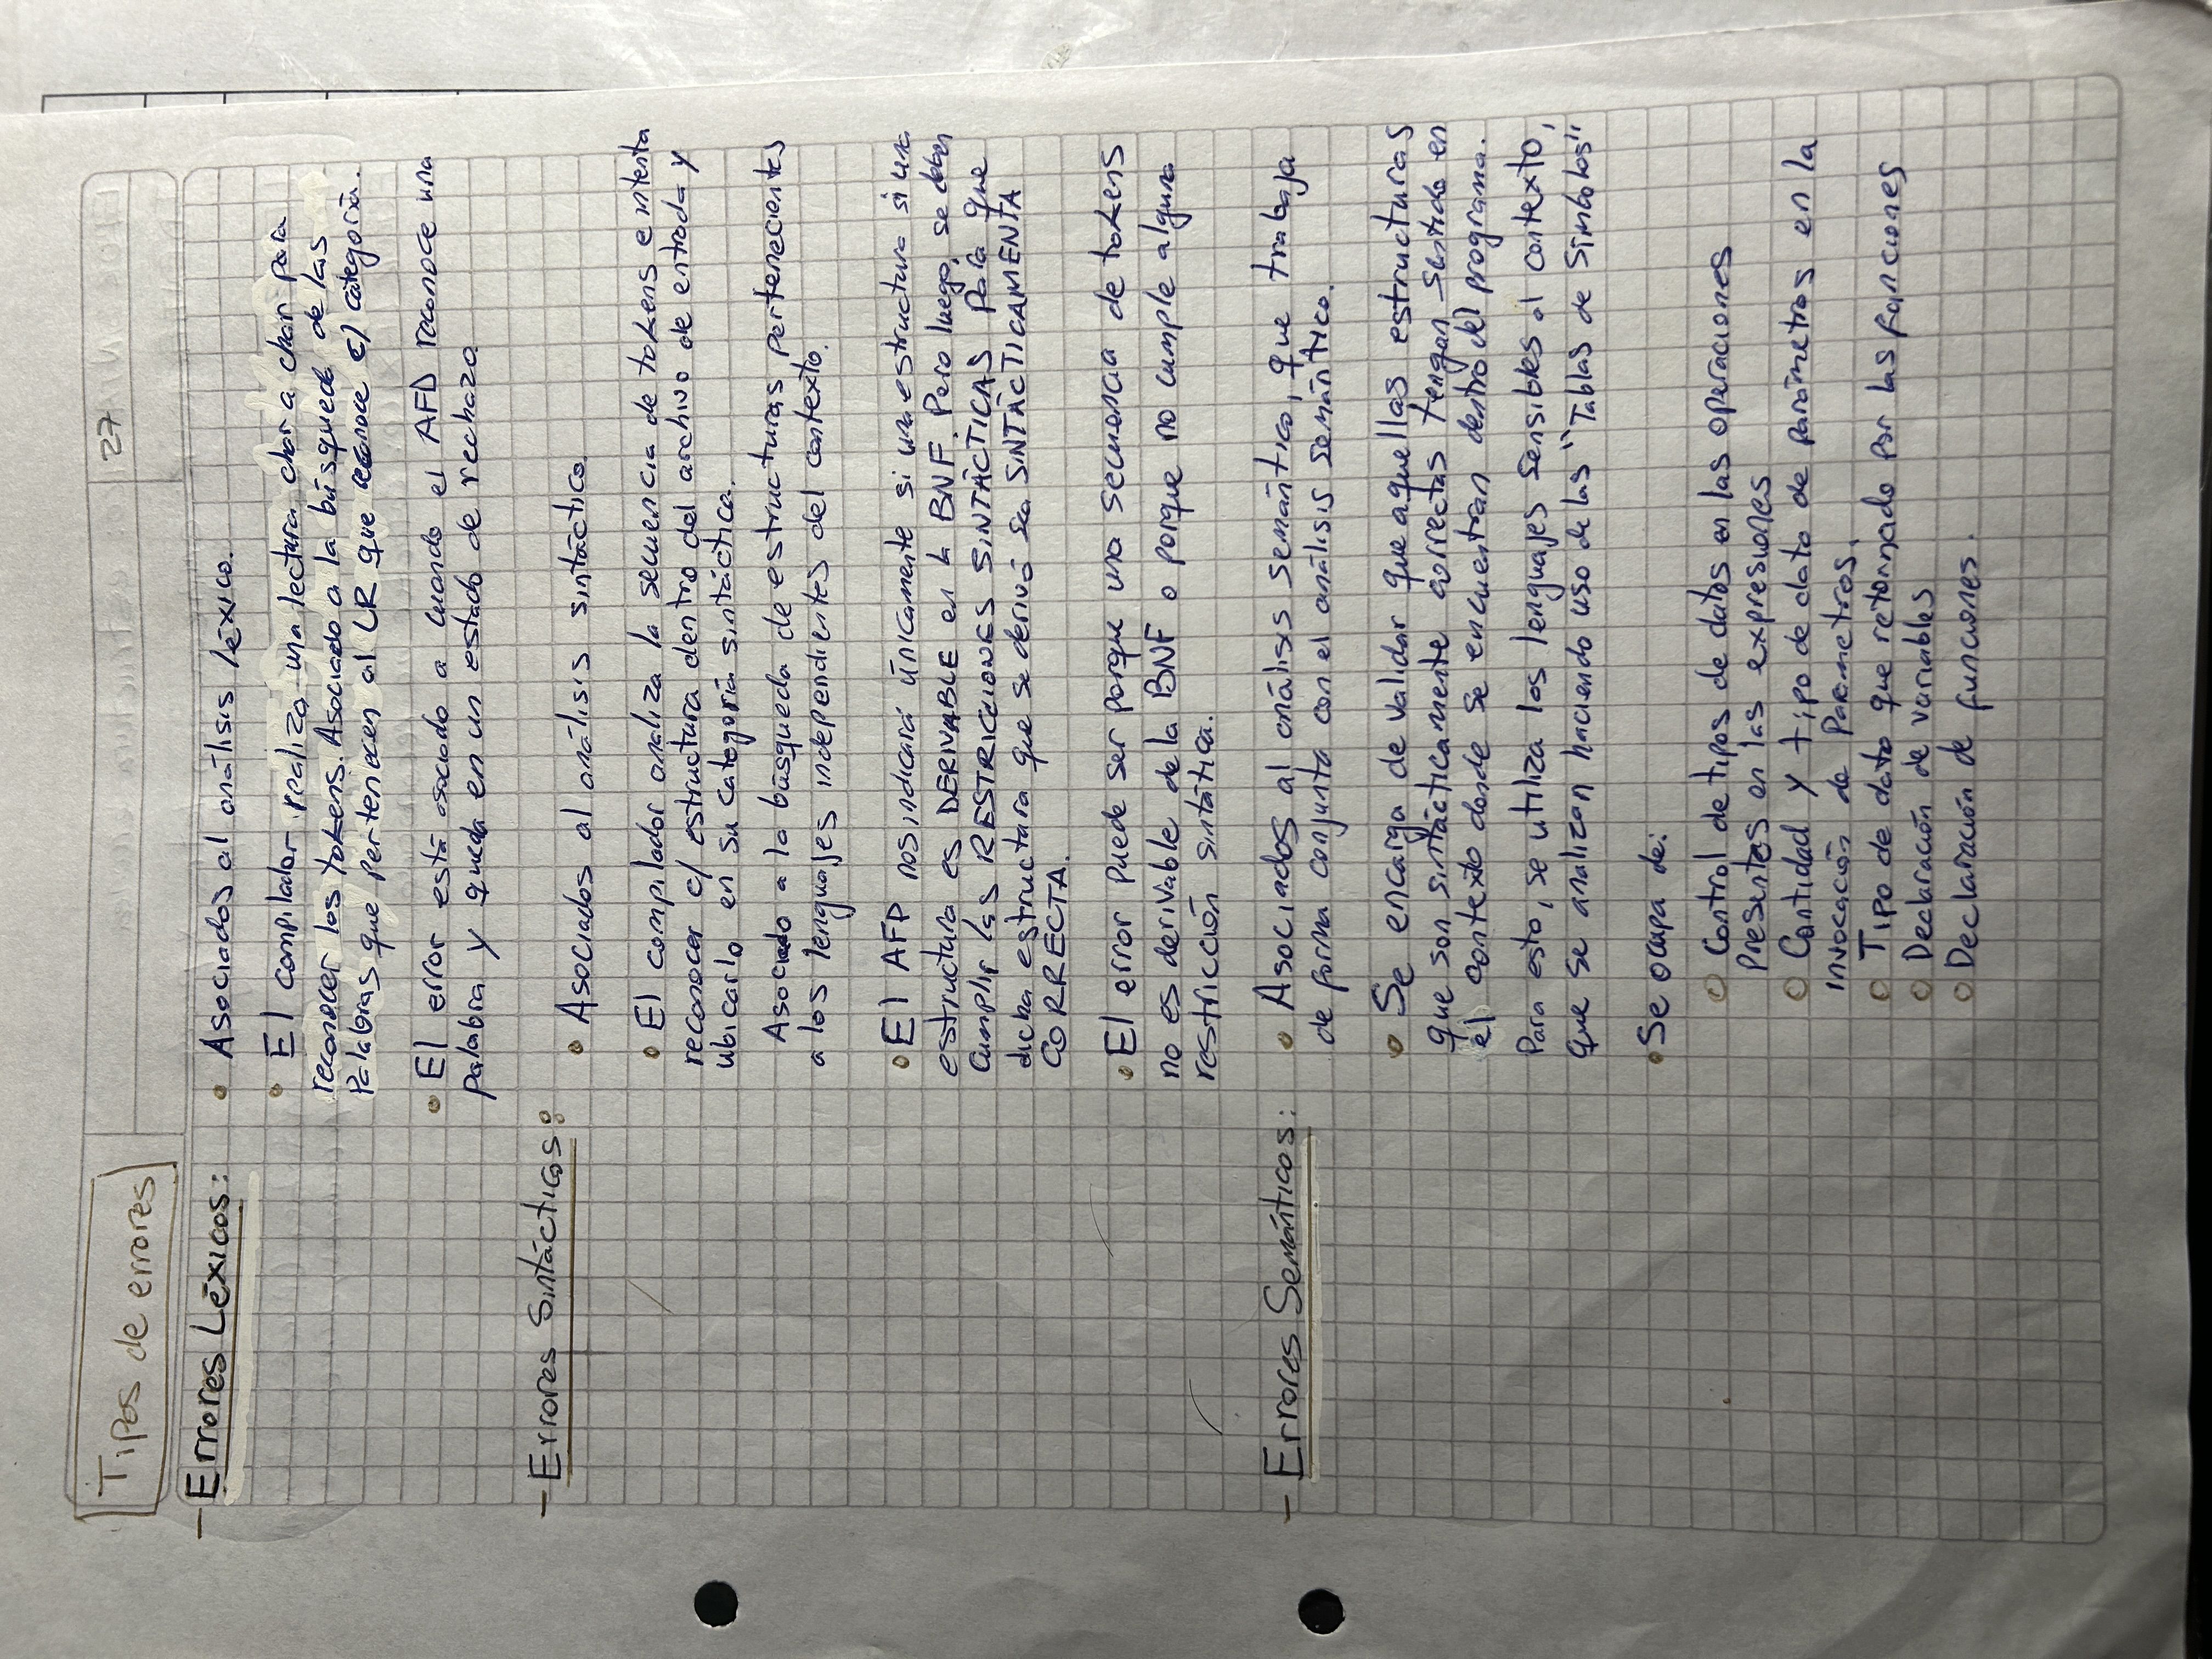 Tipos de errores
27
- Errores Léxicos:
• Asociados al análisis léxico.
• El compilador realiza una lectura char a char para
reconocer los tokens. Asociado a la búsqueda de las
Palabras que pertenecen al LR que reconoce c/ categoría.
• El error está asociado a cuando el AFD reconoce una
palabra y queda en un estado de rechazo.
- Errores Sintácticos:
• Asociados al análisis sintáctico.
• El compilador analiza la secuencia de tokens e intenta
reconocer c/ estructura dentro del archivo de entrada y
ubicarlo en su categoría sintáctica.
Asociado a la búsqueda de estructuras pertenecientes
a los lenguajes independientes del contexto.
• El AFP nos indicará únicamente si una estructura si una
estructura es DERIVABLE en la BNF. Pero luego, se deben
cumplir las RESTRICCIONES SINTÁCTICAS para que
dicha estructura que se derivó sea SINTÁCTICAMENTA
CORRECTA.
• El error puede ser porque una secuencia de tokens
no es derivable de la BNF o porque no cumple alguna
restricción sintática.
- Errores Semánticos:
• Asociados al análisis semántico, que trabaja
de forma conjunta con el análisis semántico.
• Se encarga de validar que aquellas estructuras
que son sintácticamente correctas tengan sentido en
el contexto donde se encuentran dentro del programa.
Para esto, se utiliza los lenguajes sensibles al contexto,
que se analizan haciendo uso de las "Tablas de Símbolos"
• Se ocupa de:
○ Control de tipos de datos en las operaciones
presentes en las expresiones
○ Cantidad y tipo de dato de parámetros en la
invocación de Parametros.
○ Tipo de dato que retornado por las funciones
○ Declaración de variables
○ Declaración de funciones.